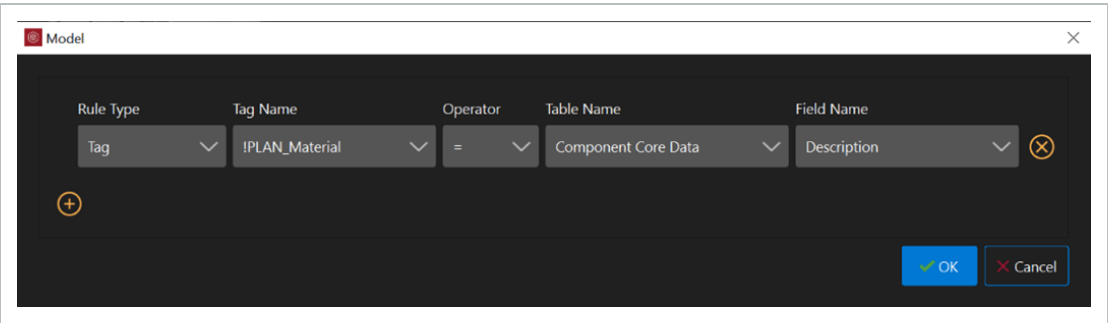 Model
Rule Type Tag Name Operator Table Name Field Name
Tag !PLAN_Material = Component Core Data Description
OK Cancel